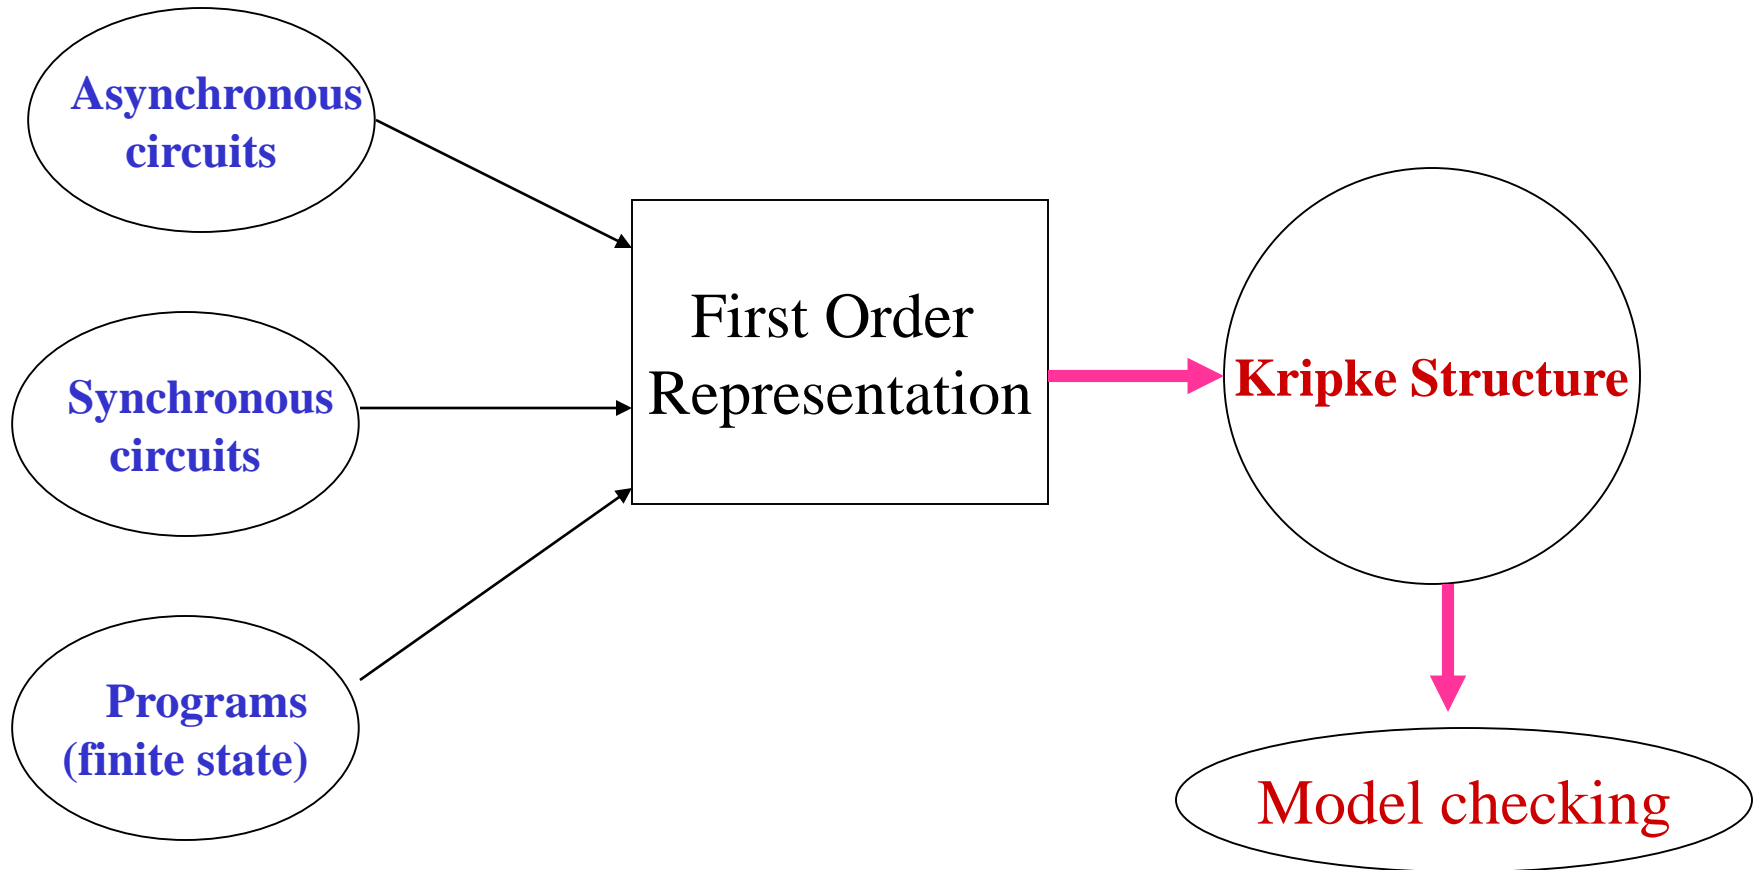 Asynchronous
circuits
Synchronous
circuits
Programs
(finite state)
First Order
Representation
Kripke Structure
Model checking